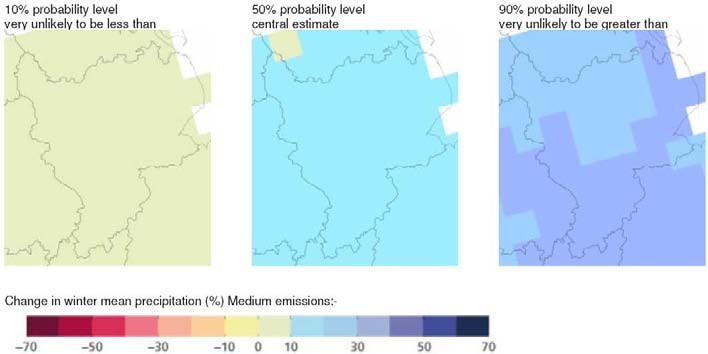 10% probability level
very unlikely to be less than
50% probability level
central estimate
90% probability level
very unlikely to be greater than
Change in winter mean precipitation (%) Medium emissions:-
−70 −50 −30 −10 0 10 30 50 70